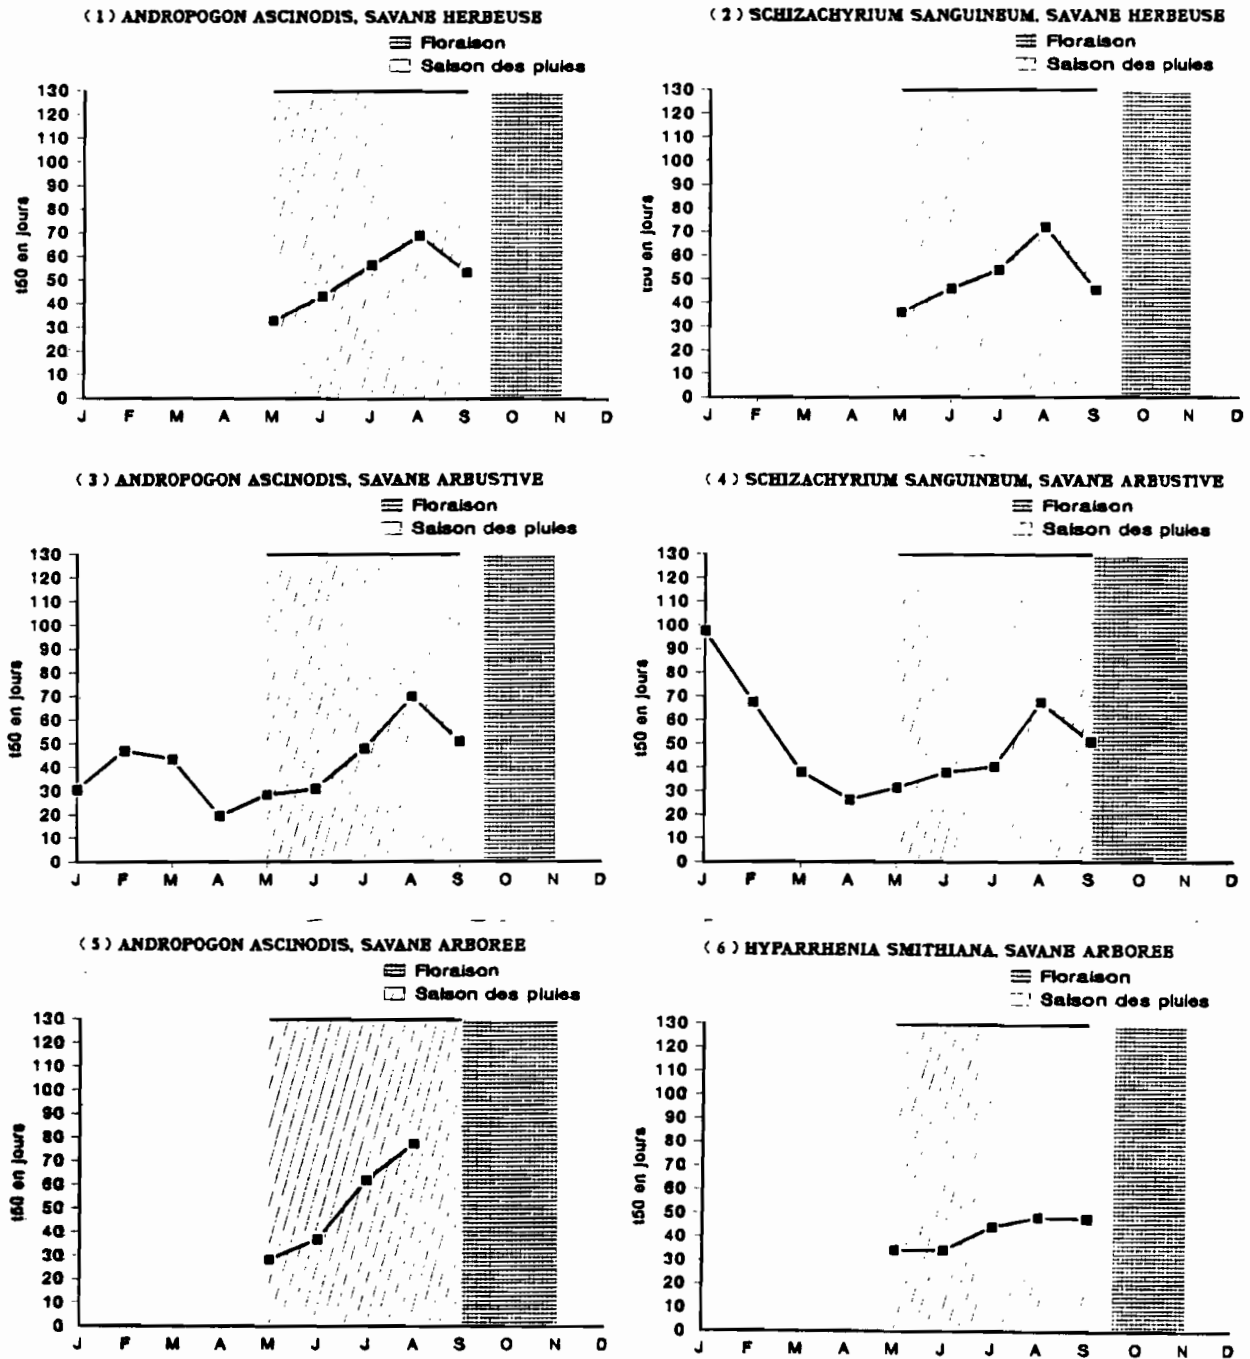 (1) ANDROPOGON ASCINODIS, SAVANE HERBEUSE
Floraison
Saison des pluies
130
120
110
100
90
80
70
60
50
40
30
20
10
0
t50 en jours
J F M A M J J A S O N D
(2) SCHIZACHYRIUM SANGUINEUM, SAVANE HERBEUSE
Floraison
Saison des pluies
130
120
110
100
90
80
70
60
50
40
30
20
10
0
t50 en jours
J F M A M J J A S O N D
(3) ANDROPOGON ASCINODIS, SAVANE ARBUSTIVE
Floraison
Saison des pluies
130
120
110
100
90
80
70
60
50
40
30
20
10
0
t50 en jours
J F M A M J J A S O N D
(4) SCHIZACHYRIUM SANGUINEUM, SAVANE ARBUSTIVE
Floraison
Saison des pluies
130
120
110
100
90
80
70
60
50
40
30
20
10
0
t50 en jours
J F M A M J J A S O N D
(5) ANDROPOGON ASCINODIS, SAVANE ARBOREE
Floraison
Saison des pluies
130
120
110
100
90
80
70
60
50
40
30
20
10
0
t50 en jours
J F M A M J J A S O N D
(6) HYPARRHENIA SMITHIANA, SAVANE ARBOREE
Floraison
Saison des pluies
130
120
110
100
90
80
70
60
50
40
30
20
10
0
t50 en jours
J F M A M J J A S O N D